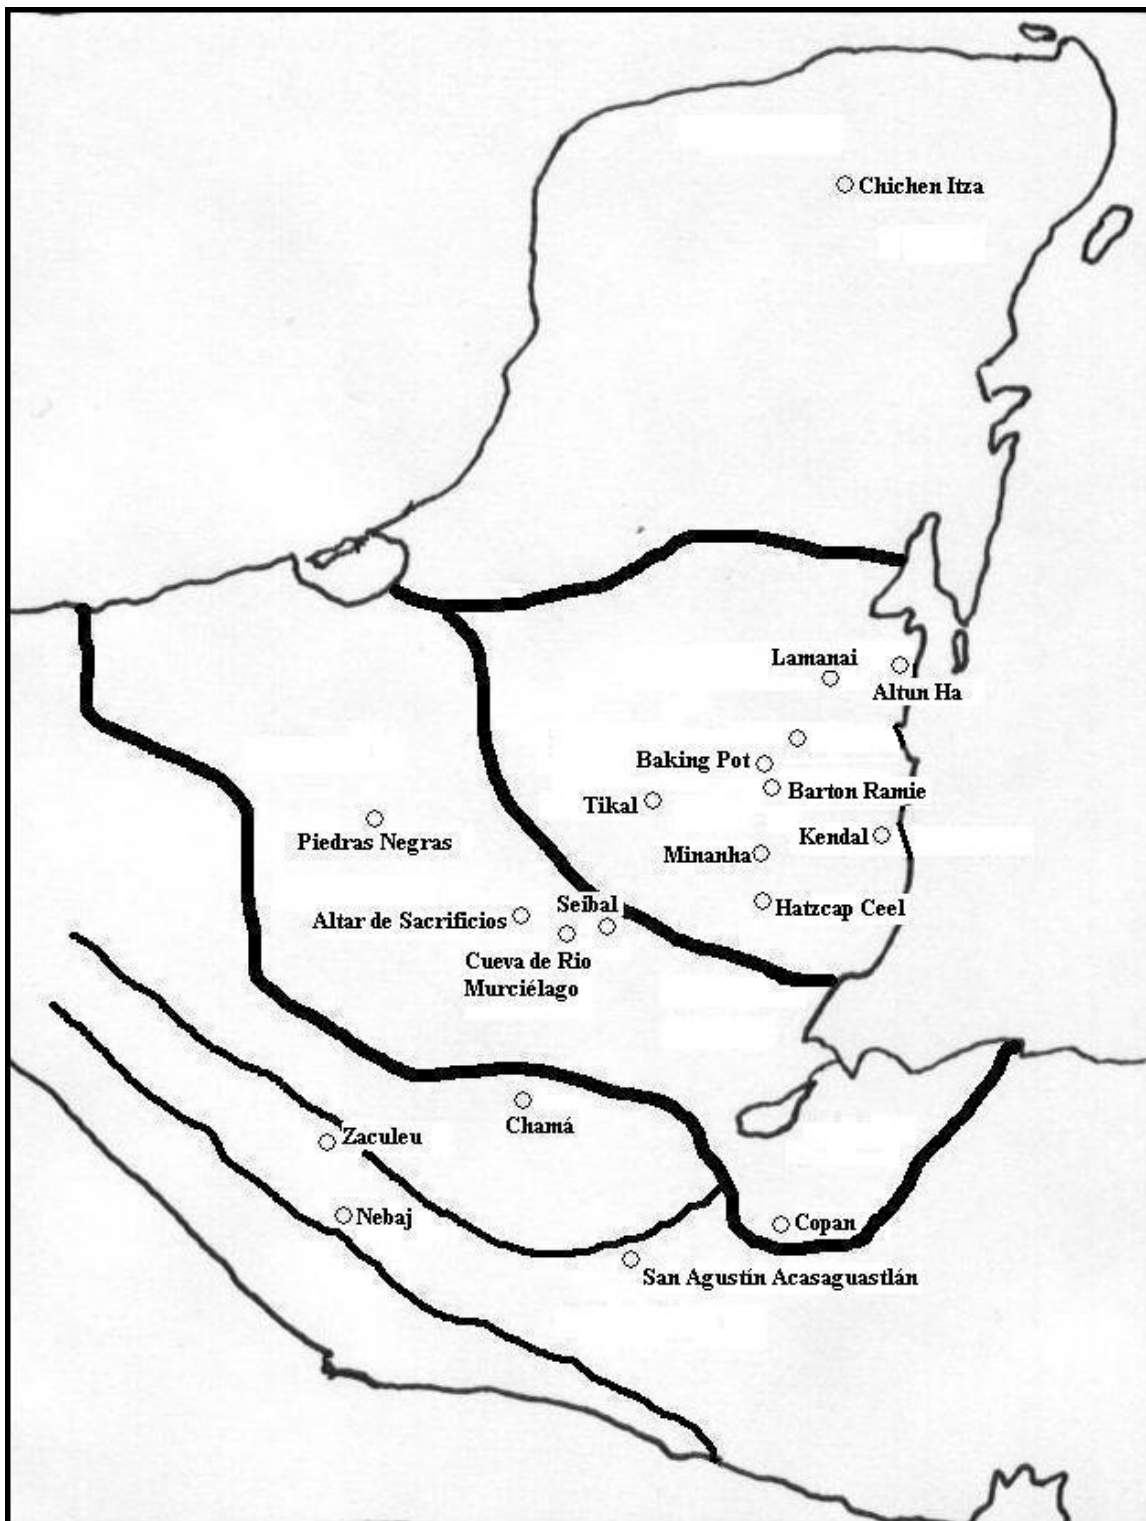 Chichen Itza
Lamanai
Altun Ha
Baking Pot
Barton Ramie
Tikal
Kendal
Piedras Negras
Minanha
Hatzcap Ceel
Seibal
Altar de Sacrificios
Cueva de Rio
Murciélago
Chamá
Zaculeu
Nebaj
Copan
San Agustín Acasaguastlán